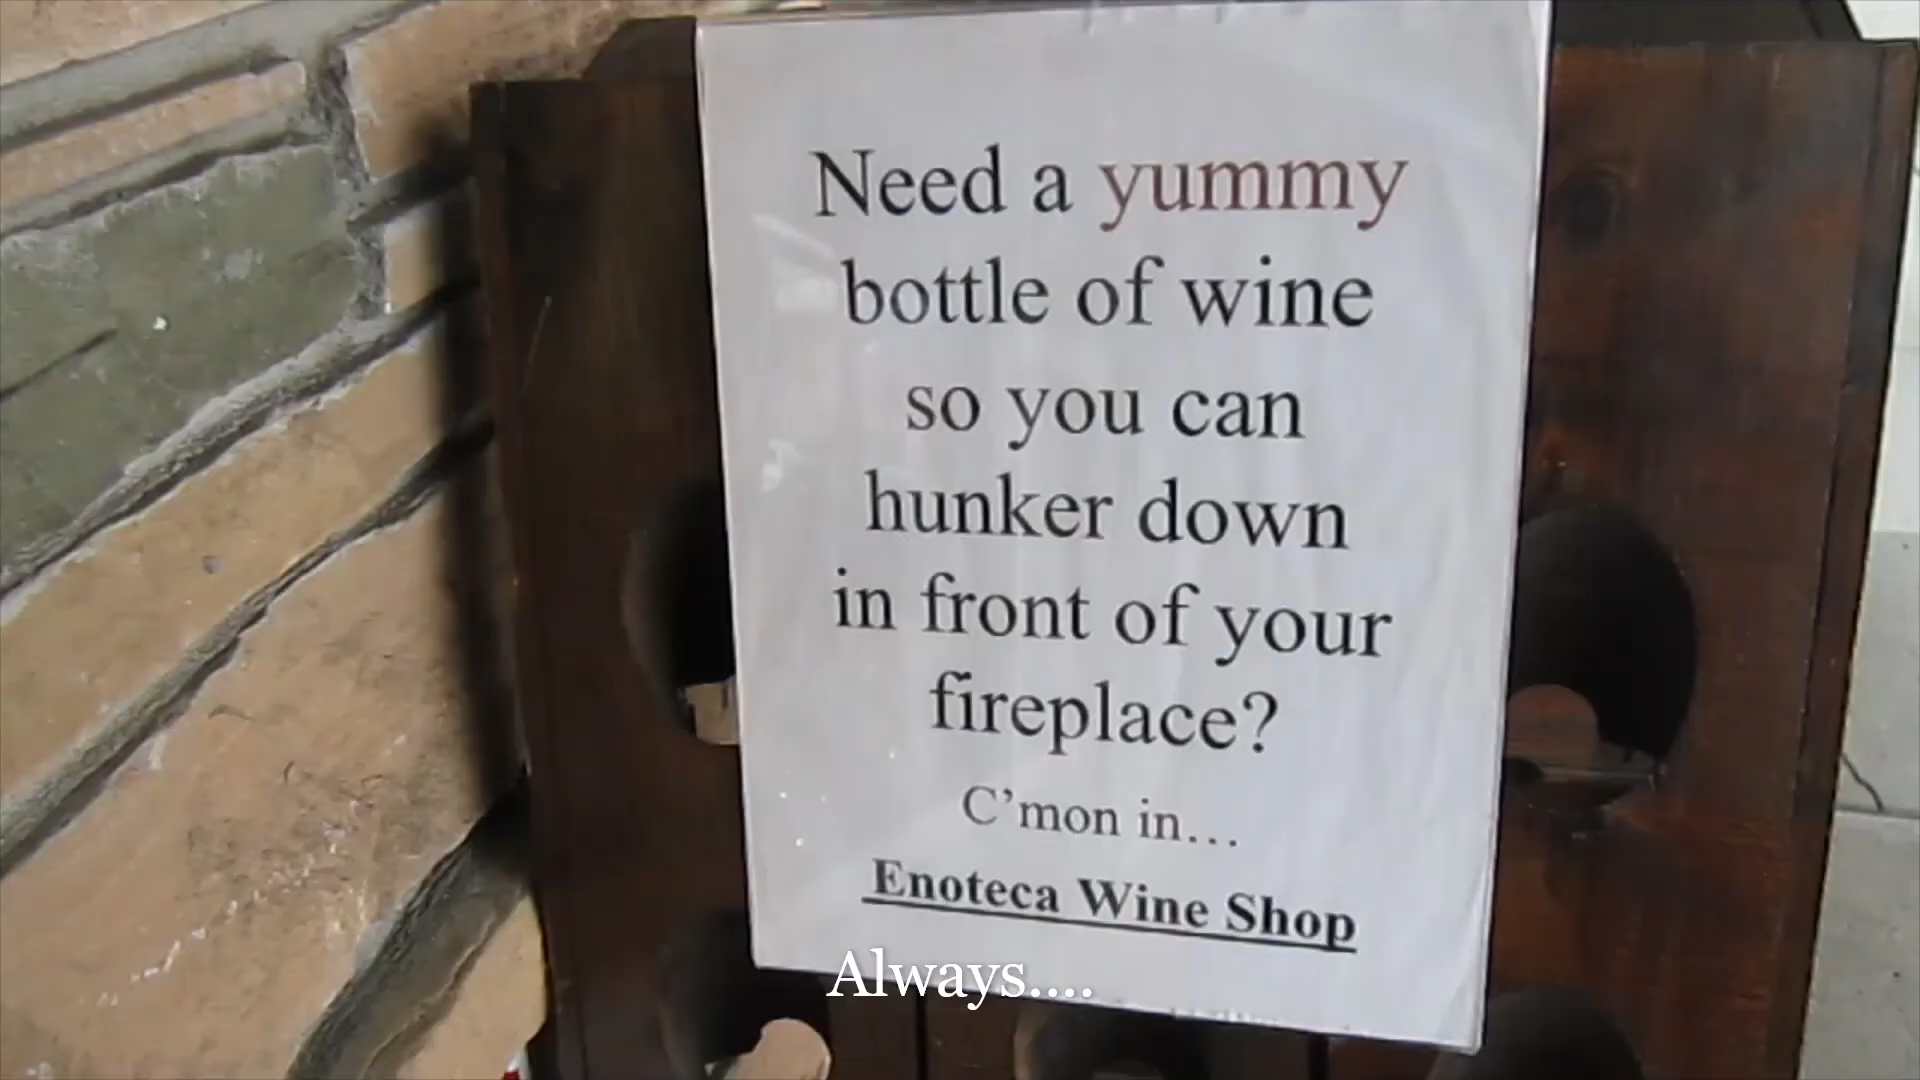 Need a yummy
bottle of wine
so you can
hunker down
in front of your
fireplace?
C’mon in…
Enoteca Wine Shop
Always....